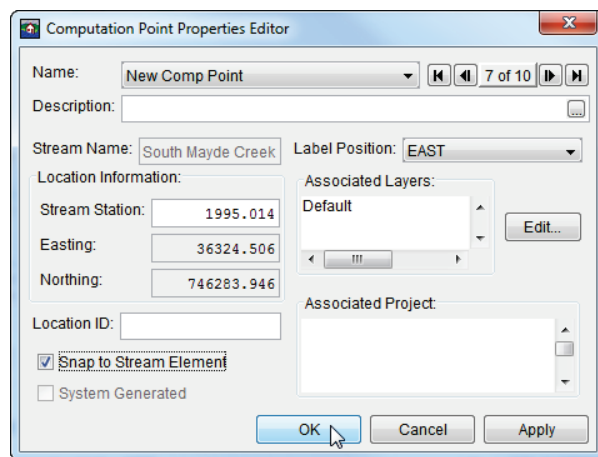 Computation Point Properties Editor
Name: New Comp Point 7 of 10
Description: ...
Stream Name: South Mayde Creek Label Position: EAST
Location Information: Associated Layers:
Stream Station: 1995.014 Default Edit...
Easting: 36324.506
Northing: 746283.946
Associated Project:
Location ID:
Snap to Stream Element
System Generated
OK Cancel Apply